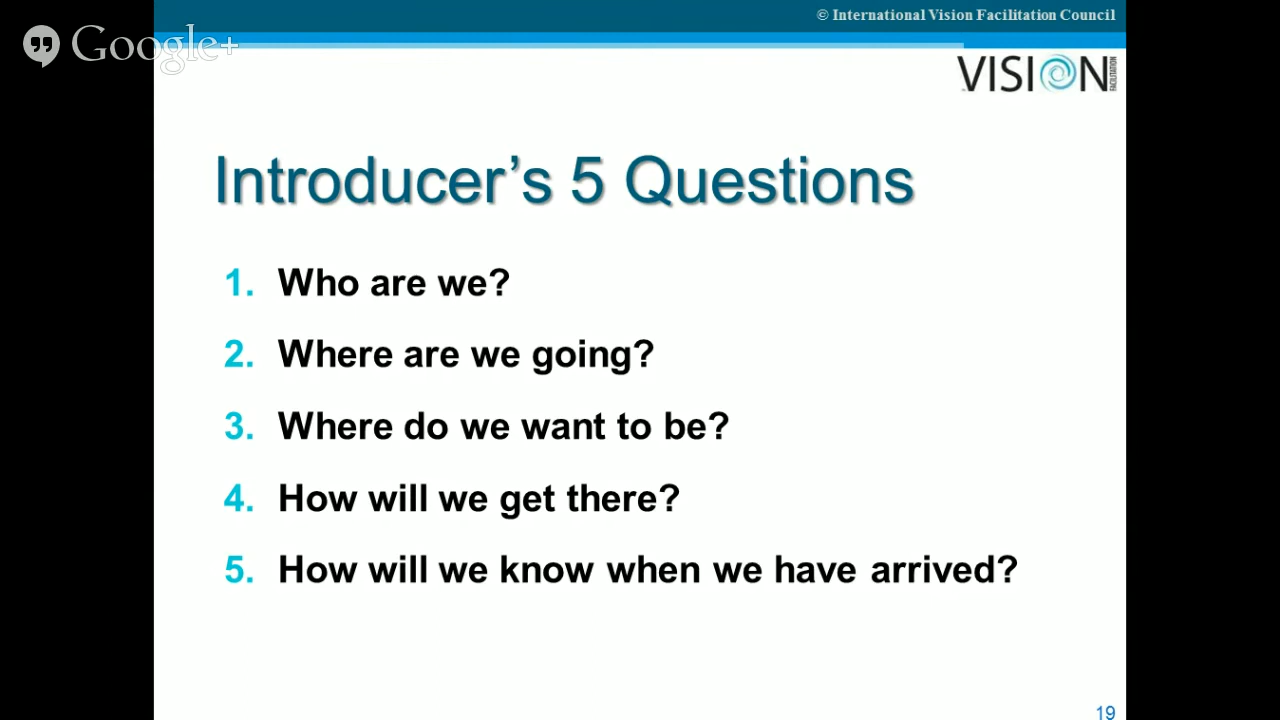 © International Vision Facilitation Council
Google+
VISION
FACILITATION
Introducer's 5 Questions
1. Who are we?
2. Where are we going?
3. Where do we want to be?
4. How will we get there?
5. How will we know when we have arrived?
19